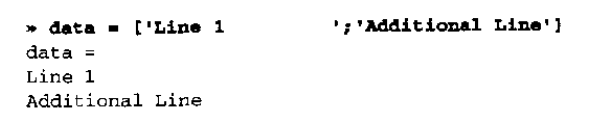 » data = ['Line 1          ';'Additional Line']
data =
Line 1
Additional Line